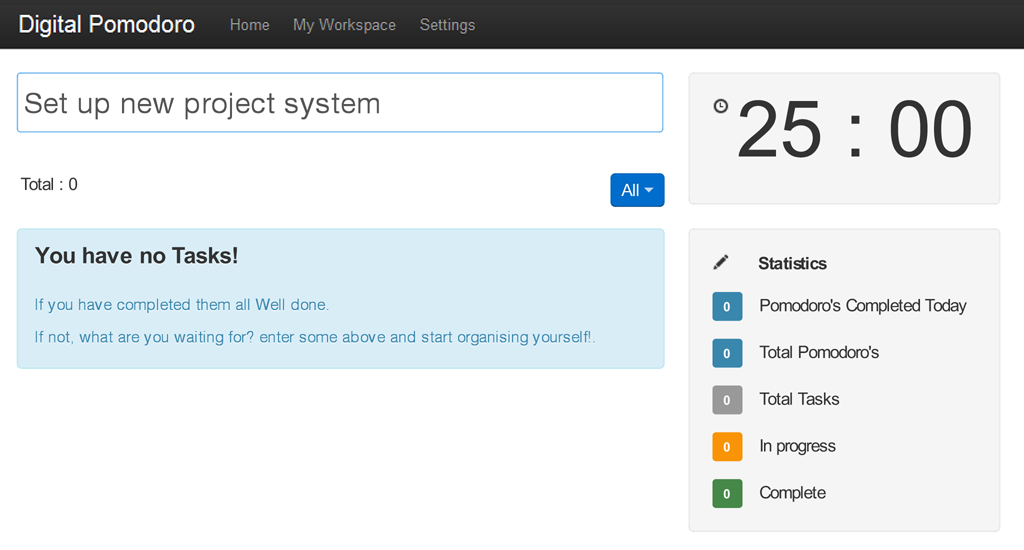 Digital Pomodoro Home My Workspace Settings
Set up new project system
25 : 00
Total : 0
All
You have no Tasks!
If you have completed them all Well done.
If not, what are you waiting for? enter some above and start organising yourself!.
Statistics
0 Pomodoro's Completed Today
0 Total Pomodoro's
0 Total Tasks
0 In progress
0 Complete